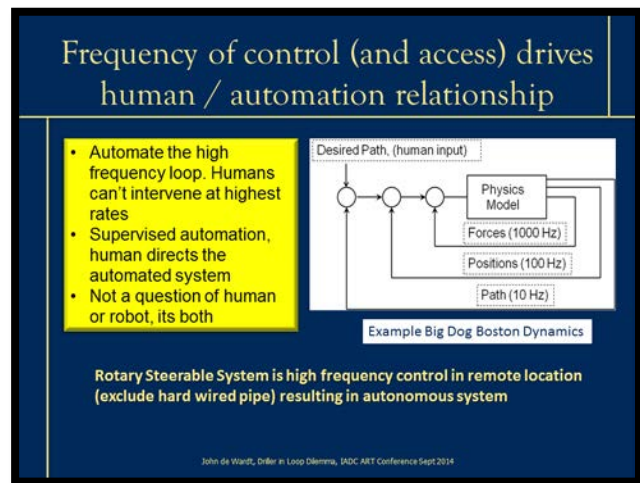 Frequency of control (and access) drives
human / automation relationship
• Automate the high
frequency loop. Humans
can't intervene at highest
rates
• Supervised automation,
human directs the
automated system
• Not a question of human
or robot, its both
Desired Path, (human input)
Physics
Model
Forces (1000 Hz)
Positions (100 Hz)
Path (10 Hz)
Example Big Dog Boston Dynamics
Rotary Steerable System is high frequency control in remote location
(exclude hard wired pipe) resulting in autonomous system
John de Wardt, Driller in Loop Dilemma, IADC ART Conference Sept 2014